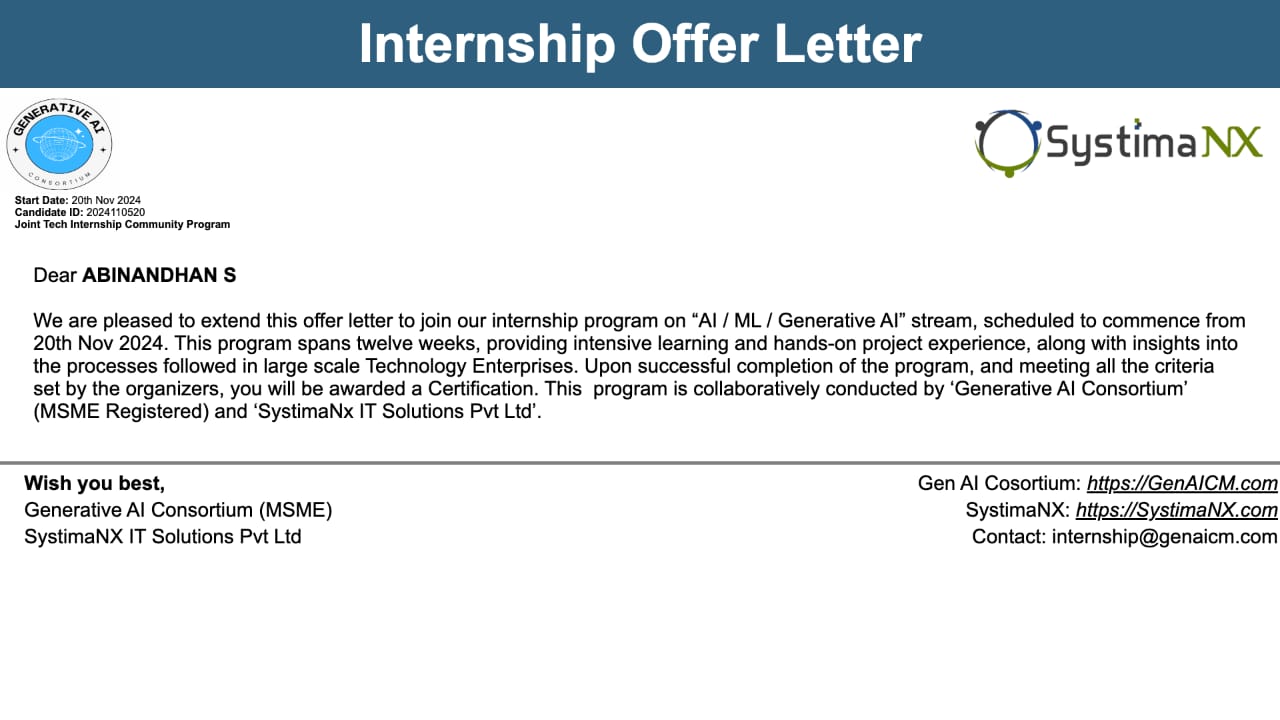 Internship Offer Letter
GENERATIVE AI
CONSORTIUM
SystimaNX
Start Date: 20th Nov 2024
Candidate ID: 2024110520
Joint Tech Internship Community Program
Dear ABINANDHAN S
We are pleased to extend this offer letter to join our internship program on “AI / ML / Generative AI” stream, scheduled to commence from
20th Nov 2024. This program spans twelve weeks, providing intensive learning and hands-on project experience, along with insights into
the processes followed in large scale Technology Enterprises. Upon successful completion of the program, and meeting all the criteria
set by the organizers, you will be awarded a Certification. This  program is collaboratively conducted by ‘Generative AI Consortium’
(MSME Registered) and ‘SystimaNx IT Solutions Pvt Ltd’.
Wish you best,
Generative AI Consortium (MSME)
SystimaNX IT Solutions Pvt Ltd
Gen AI Cosortium: https://GenAICM.com
SystimaNX: https://SystimaNX.com
Contact: internship@genaicm.com